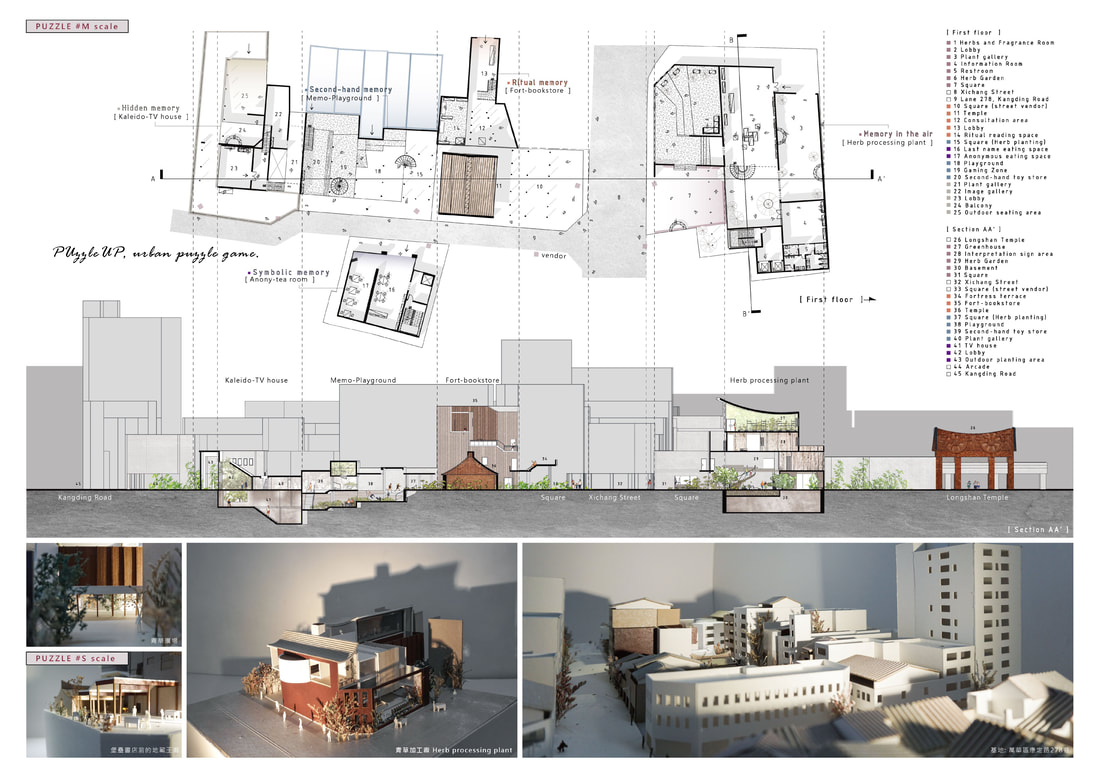 PUZZLE #M scale
Hidden memory
[ Kaleido-TV house ]
Second-hand memory
[ Memo-Playground ]
Ritual memory
[ Fort-bookstore ]
Memory in the air
[ Herb processing plant ]
A
A'
B
B'
PUzzle UP, urban puzzle game.
Symbolic memory
[ Anony-tea room ]
vendor
[ First floor ]
[ First floor ]
1 Herbs and Fragrance Room
2 Lobby
3 Plant gallery
4 Information Room
5 Restroom
6 Herb Garden
7 Square
8 Xichang Street
9 Lane 278, Kangding Road
10 Square (street vendor)
11 Temple
12 Consultation area
13 Lobby
14 Ritual reading space
15 Square (Herb planting)
16 Last name eating space
17 Anonymous eating space
18 Playground
19 Gaming Zone
20 Second-hand toy store
21 Plant gallery
22 Image gallery
23 Lobby
24 Balcony
25 Outdoor seating area
[ Section AA' ]
26 Longshan Temple
27 Greenhouse
28 Interpretation sign area
29 Herb Garden
30 Basement
31 Square
32 Xichang Street
33 Square (street vendor)
34 Fortress terrace
35 Fort-bookstore
36 Temple
37 Square (Herb planting)
38 Playground
39 Second-hand toy store
40 Plant gallery
41 TV house
42 Lobby
43 Outdoor planting area
44 Arcade
45 Kangding Road
Kaleido-TV house
Memo-Playground
Fort-bookstore
Herb processing plant
Kangding Road
Square
Xichang Street
Square
Longshan Temple
[ Section AA' ]
PUZZLE #S scale
青草加工廠 Herb processing plant